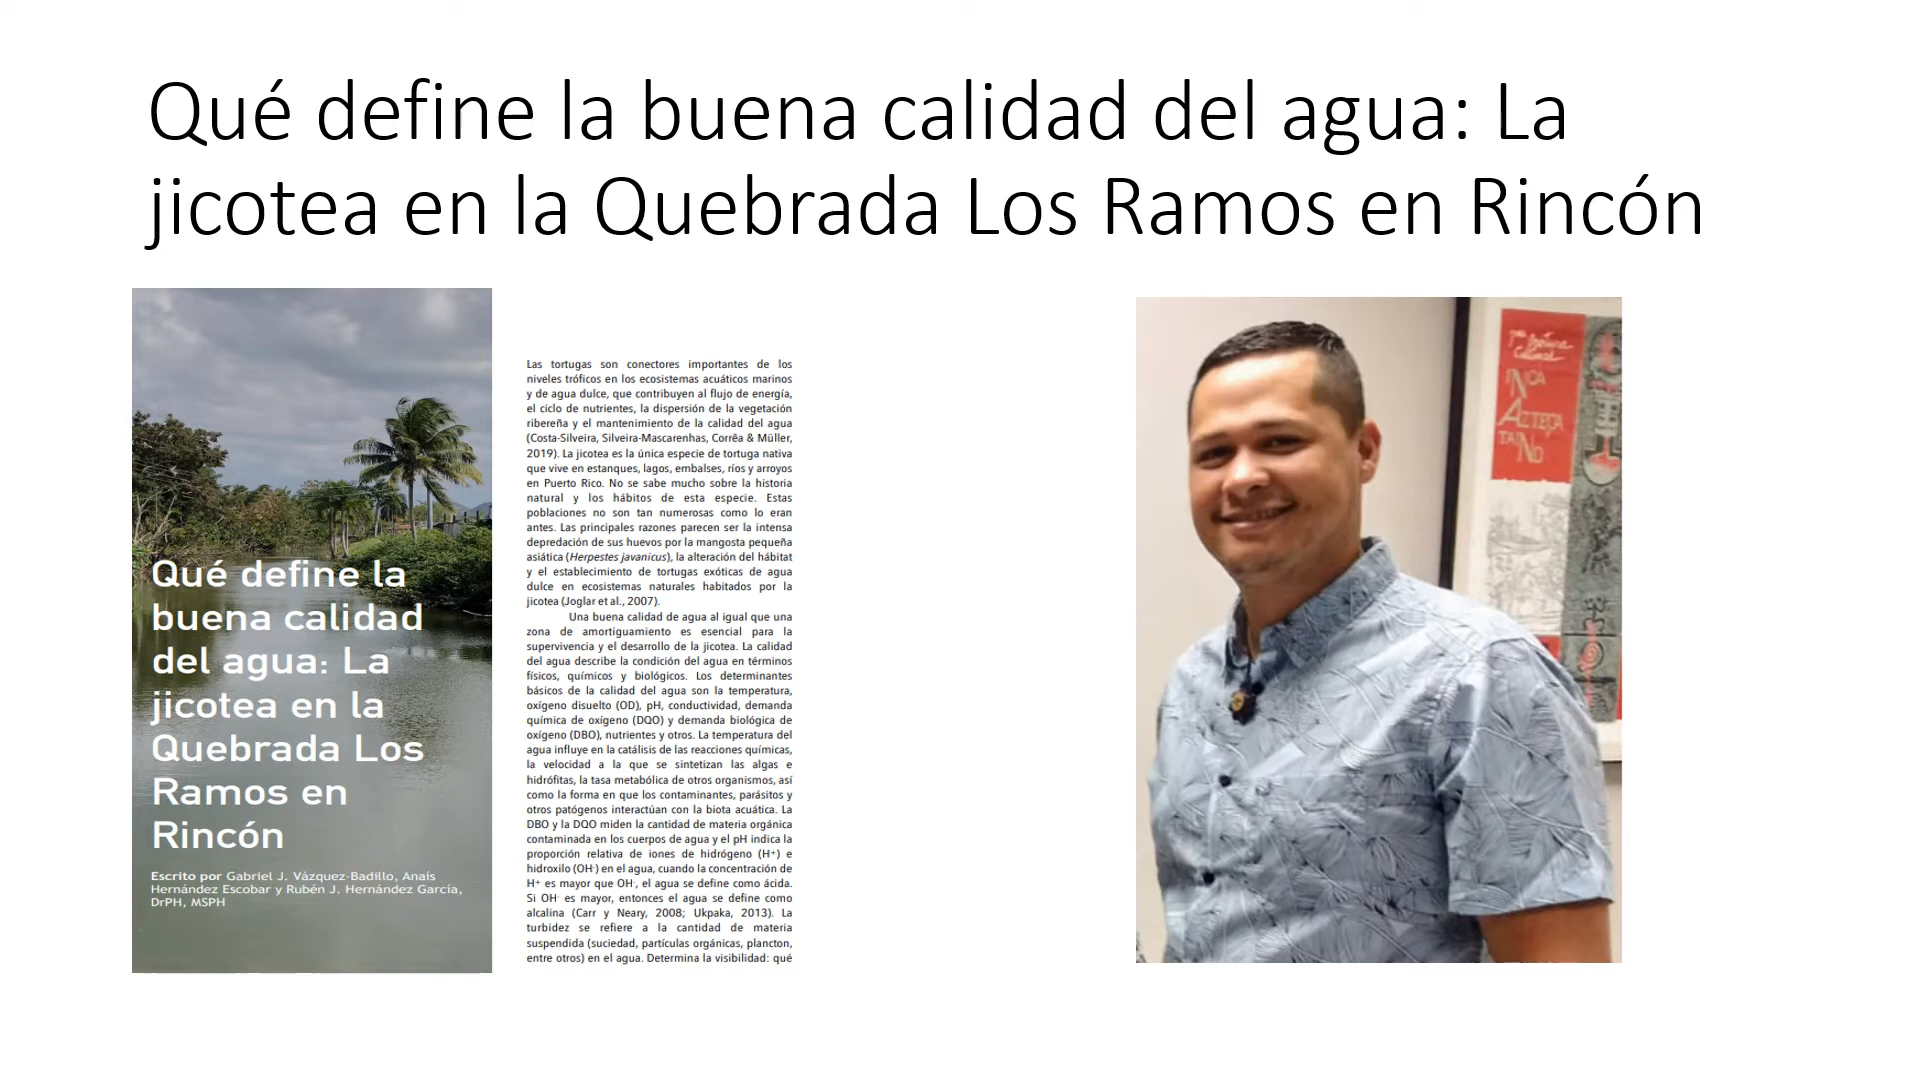 Qué define la buena calidad del agua: La
jicotea en la Quebrada Los Ramos en Rincón
Qué define la
buena calidad
del agua: La
jicotea en la
Quebrada Los
Ramos en
Rincón
Escrito por Gabriel J. Vázquez-Badillo, Anaís
Hernández Escobar y Rubén J. Hernández García,
DrPH, MSPH
Las tortugas son conectores importantes de los
niveles tróficos en los ecosistemas acuáticos marinos
y de agua dulce, que contribuyen al flujo de energía,
el ciclo de nutrientes, la dispersión de la vegetación
ribereña y el mantenimiento de la calidad del agua
(Costa-Silveira, Silveira-Mascarenhas, Corrêa & Müller,
2019). La jicotea es la única especie de tortuga nativa
que vive en estanques, lagos, embalses, ríos y arroyos
en Puerto Rico. No se sabe mucho sobre la historia
natural y los hábitos de esta especie. Estas
poblaciones no son tan numerosas como lo eran
antes. Las principales razones parecen ser la intensa
depredación de sus huevos por la mangosta pequeña
asiática (Herpestes javanicus), la alteración del hábitat
y el establecimiento de tortugas exóticas de agua
dulce en ecosistemas naturales habitados por la
jicotea (Joglar et al., 2007).
Una buena calidad de agua al igual que una
zona de amortiguamiento es esencial para la
supervivencia y el desarrollo de la jicotea. La calidad
del agua describe la condición del agua en términos
físicos, químicos y biológicos. Los determinantes
básicos de la calidad del agua son la temperatura,
oxígeno disuelto (OD), pH, conductividad, demanda
química de oxígeno (DQO) y demanda biológica de
oxígeno (DBO), nutrientes y otros. La temperatura del
agua influye en la catálisis de las reacciones químicas,
la velocidad a la que se sintetizan las algas e
hidrófitas, la tasa metabólica de otros organismos, así
como la forma en que los contaminantes, parásitos y
otros patógenos interactúan con la biota acuática. La
DBO y la DQO miden la cantidad de materia orgánica
contaminada en los cuerpos de agua y el pH indica la
proporción relativa de iones de hidrógeno (H⁺) e
hidroxilo (OH⁻) en el agua, cuando la concentración de
H⁺ es mayor que OH⁻, el agua se define como ácida.
Si OH⁻ es mayor, entonces el agua se define como
alcalina (Carr y Neary, 2008; Ukpaka, 2013). La
turbidez se refiere a la cantidad de materia
suspendida (suciedad, partículas orgánicas, plancton,
entre otros) en el agua. Determina la visibilidad: qué
AZTECA